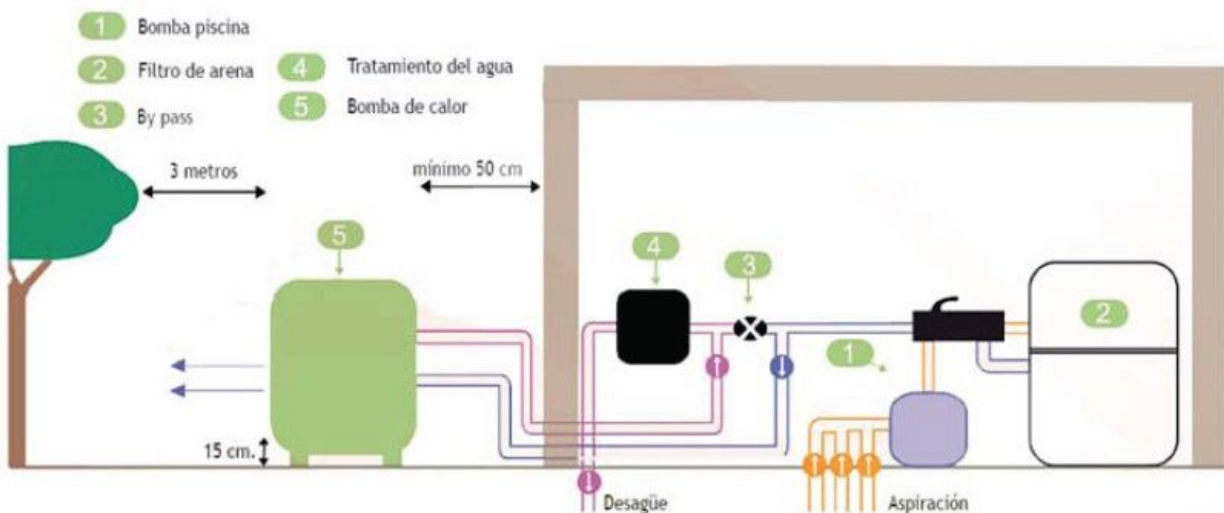 1 Bomba piscina
2 Filtro de arena
3 By pass
4 Tratamiento del agua
5 Bomba de calor
3 metros
mínimo 50 cm
5
4
3
2
1
15 cm.
Desagüe
Aspiración